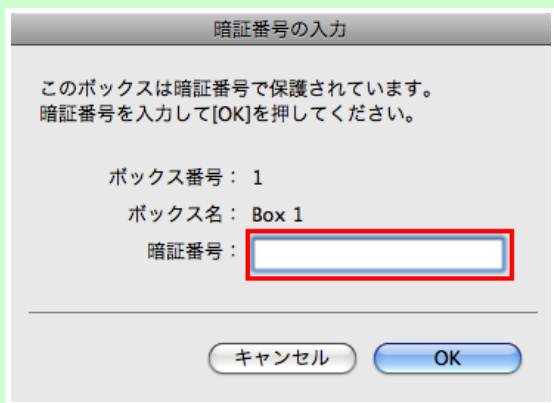 暗証番号の入力
このボックスは暗証番号で保護されています。
暗証番号を入力して[OK]を押してください。
ボックス番号： 1
ボックス名： Box 1
暗証番号：
キャンセル OK